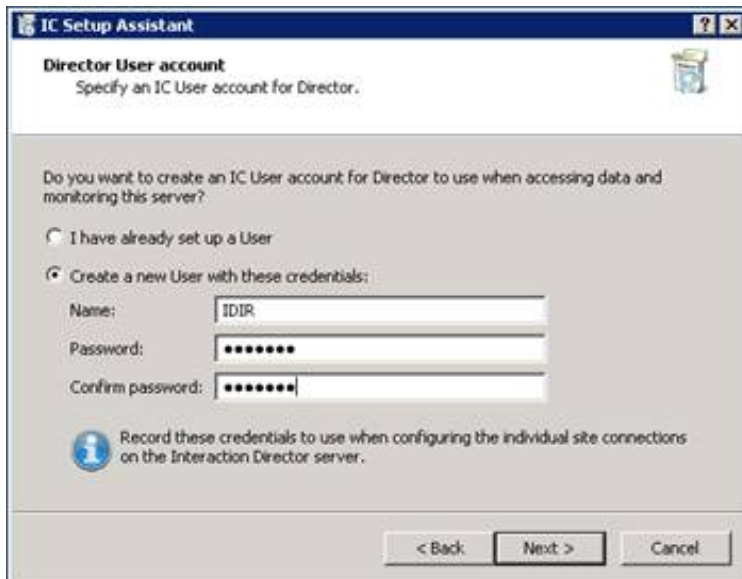 IC Setup Assistant
Director User account
Specify an IC User account for Director.
Do you want to create an IC User account for Director to use when accessing data and
monitoring this server?
I have already set up a User
Create a new User with these credentials:
Name: IDIR
Password: •••••••
Confirm password: •••••••
Record these credentials to use when configuring the individual site connections
on the Interaction Director server.
< Back Next > Cancel